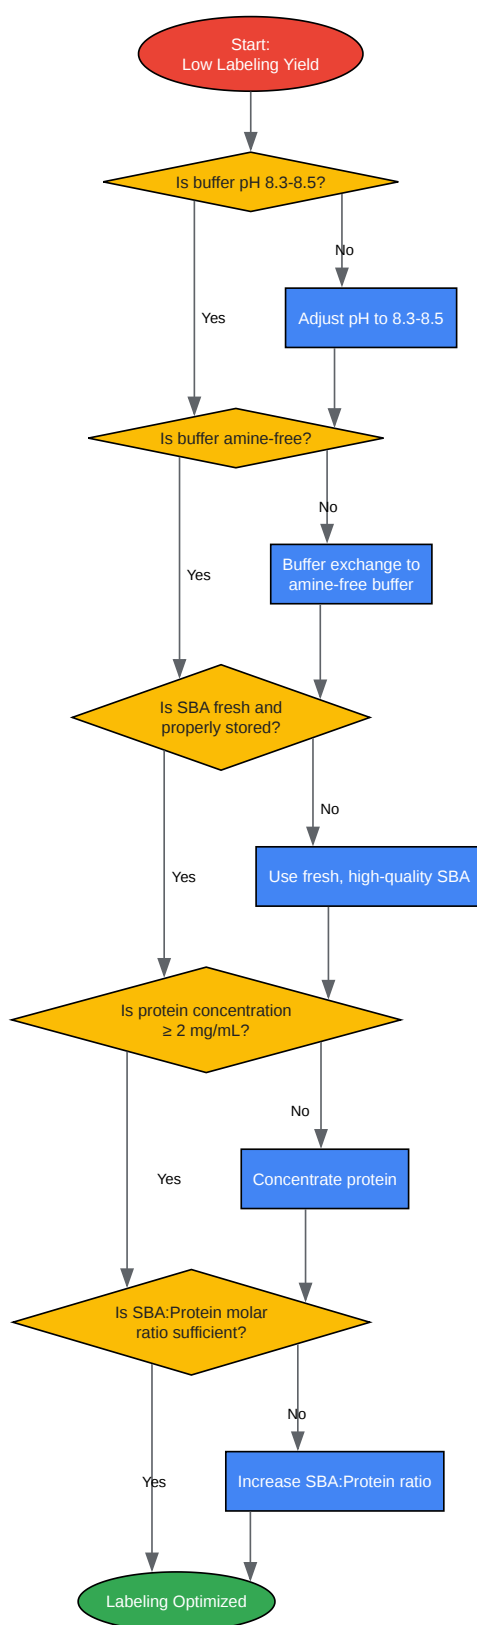 Start:
Low Labeling Yield
Is buffer pH 8.3-8.5?
No
Yes
Adjust pH to 8.3-8.5
Is buffer amine-free?
No
Buffer exchange to
amine-free buffer
Yes
Is SBA fresh and
properly stored?
No
Yes
Use fresh, high-quality SBA
Is protein concentration
≥ 2 mg/mL?
No
Yes
Concentrate protein
Is SBA:Protein molar
ratio sufficient?
No
Yes
Increase SBA:Protein ratio
Labeling Optimized